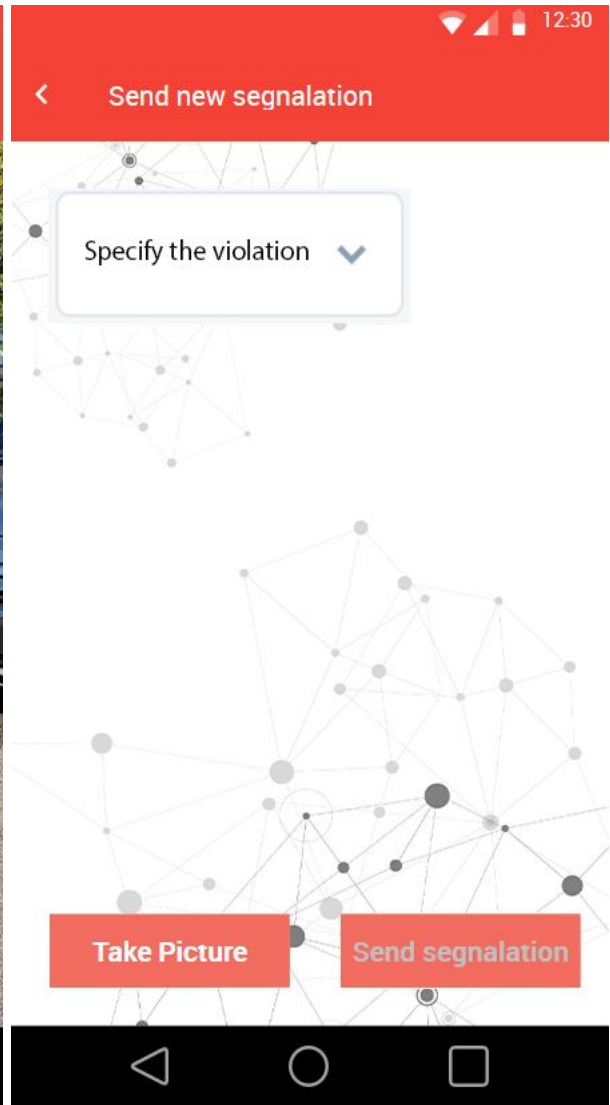 12:30
Send new segnalation
Specify the violation
Take Picture
Send segnalation